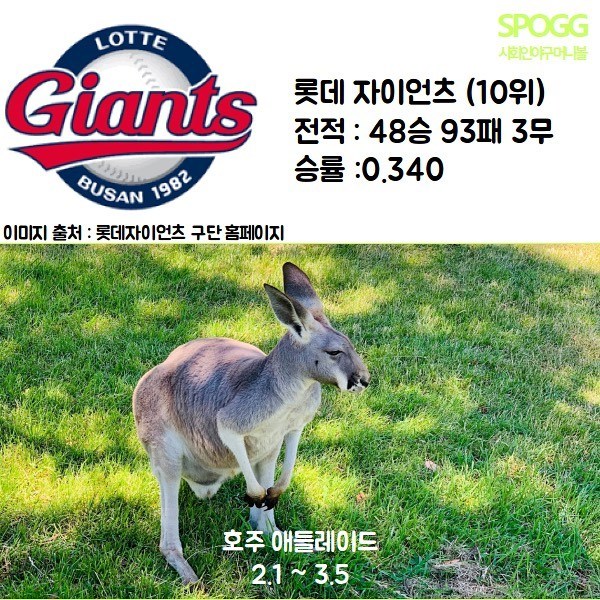 LOTTE
Giants
BUSAN 1982
SPOGG
사회인야구머니볼
롯데 자이언츠 (10위)
전적 : 48승 93패 3무
승률 :0.340
이미지 출처 : 롯데자이언츠 구단 홈페이지
호주 애들레이드
2.1 ~ 3.5